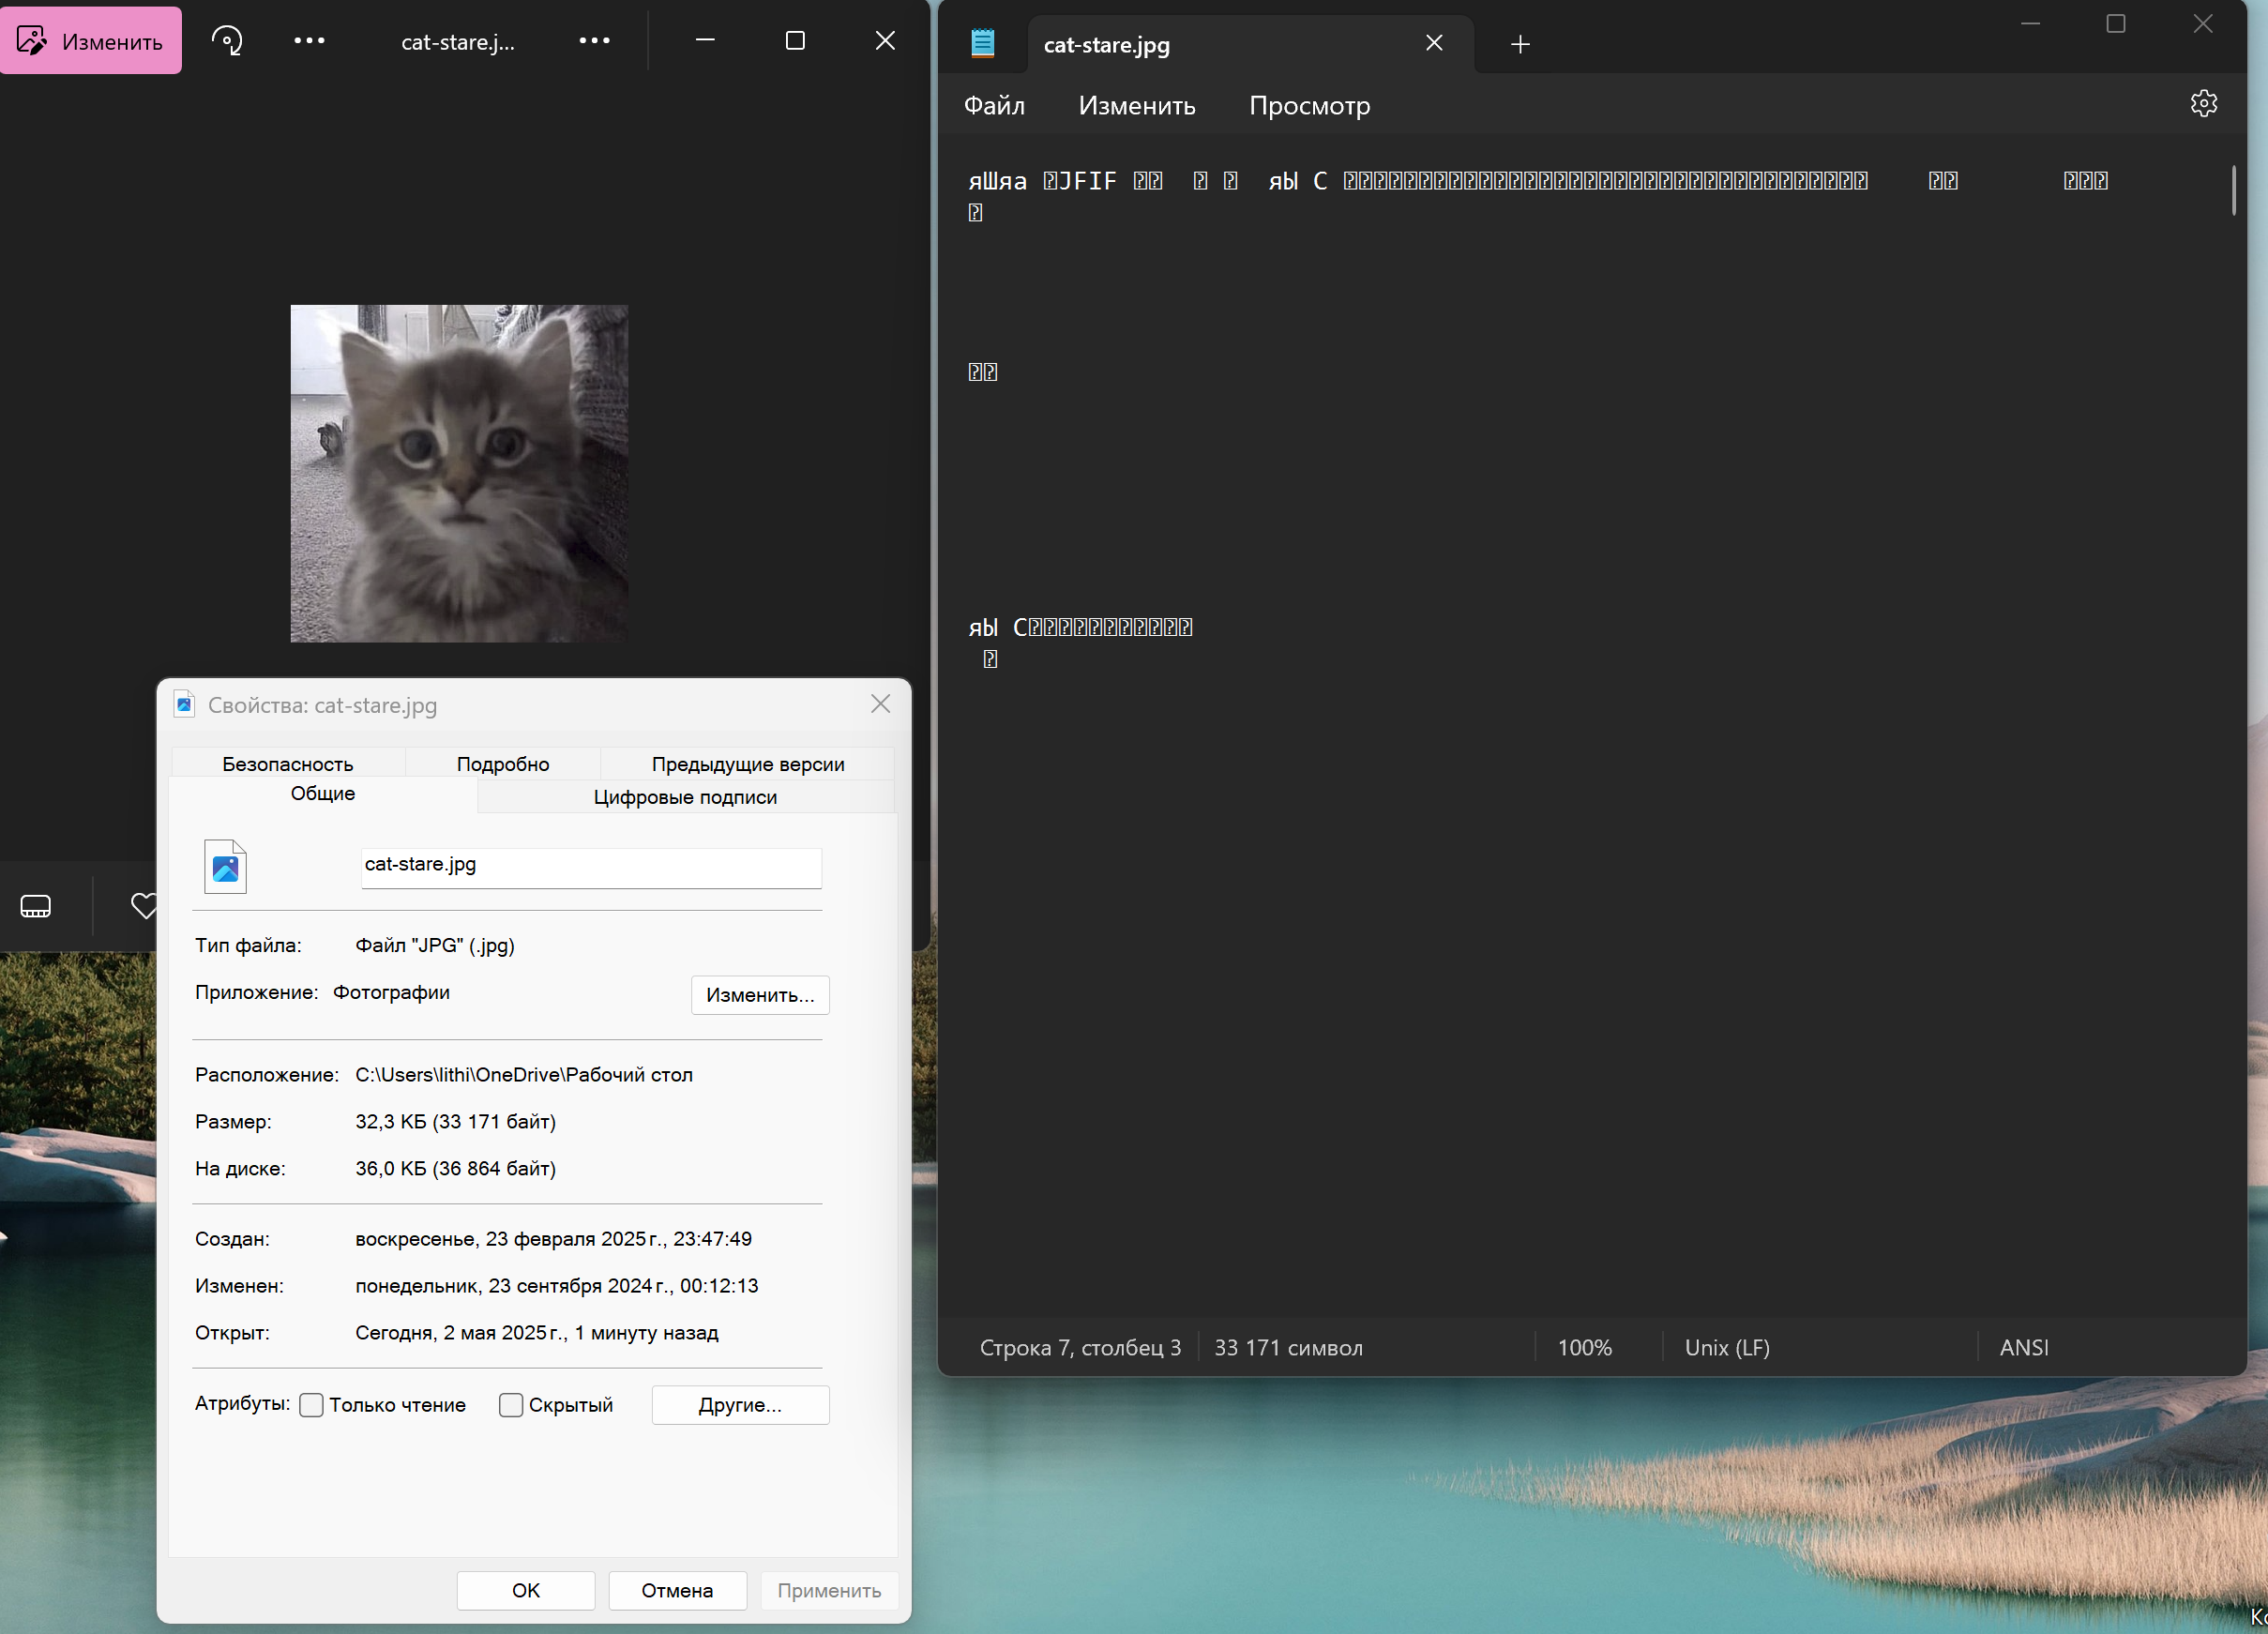 Изменить
cat-stare.j...
cat-stare.jpg
Файл Изменить Просмотр
яШяа JFIF яЫ C
яЫ C
Свойства: cat-stare.jpg
Безопасность Подробно Предыдущие версии
Общие Цифровые подписи
cat-stare.jpg
Тип файла: Файл "JPG" (.jpg)
Приложение: Фотографии Изменить...
Расположение: C:\Users\lithi\OneDrive\Рабочий стол
Размер: 32,3 КБ (33 171 байт)
На диске: 36,0 КБ (36 864 байт)
Создан: воскресенье, 23 февраля 2025 г., 23:47:49
Изменен: понедельник, 23 сентября 2024 г., 00:12:13
Открыт: Сегодня, 2 мая 2025 г., 1 минуту назад
Атрибуты: Только чтение Скрытый Другие...
OK Отмена Применить
Строка 7, столбец 3 33 171 символ 100% Unix (LF) ANSI